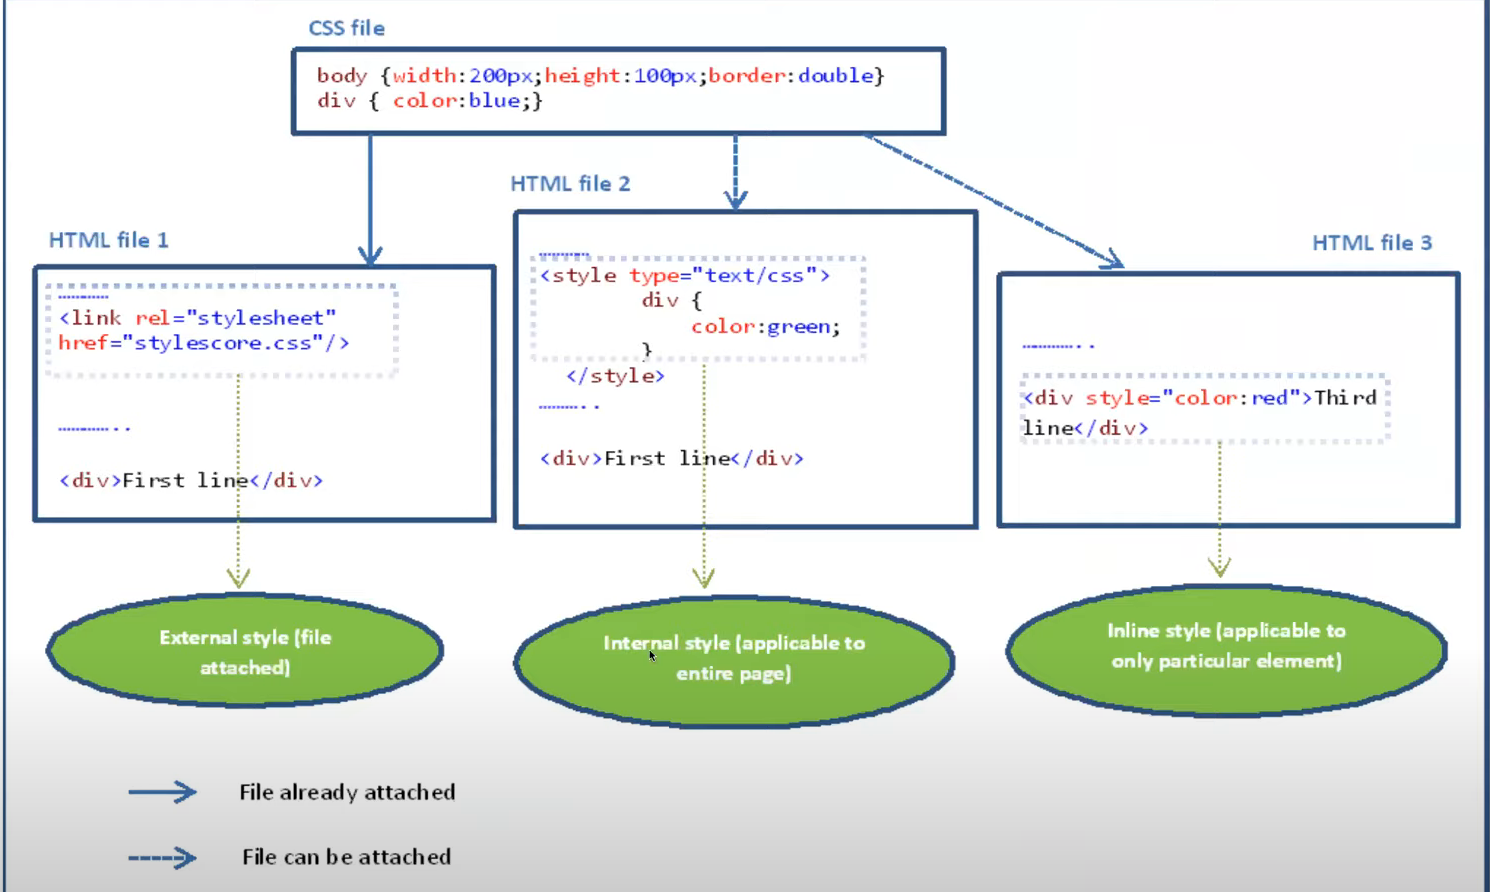 CSS file
body {width:200px;height:100px;border:double}
div { color:blue;}
HTML file 1
............
<link rel="stylesheet"
href="stylescore.css"/>
............. .
<div>First line</div>
External style (file
attached)
HTML file 2
............
<style type="text/css">
div {
color:green;
}
</style>
............. .
<div>First line</div>
Internal style (applicable to
entire page)
HTML file 3
............. .
<div style="color:red">Third
line</div>
Inline style (applicable to
only particular element)
File already attached
File can be attached